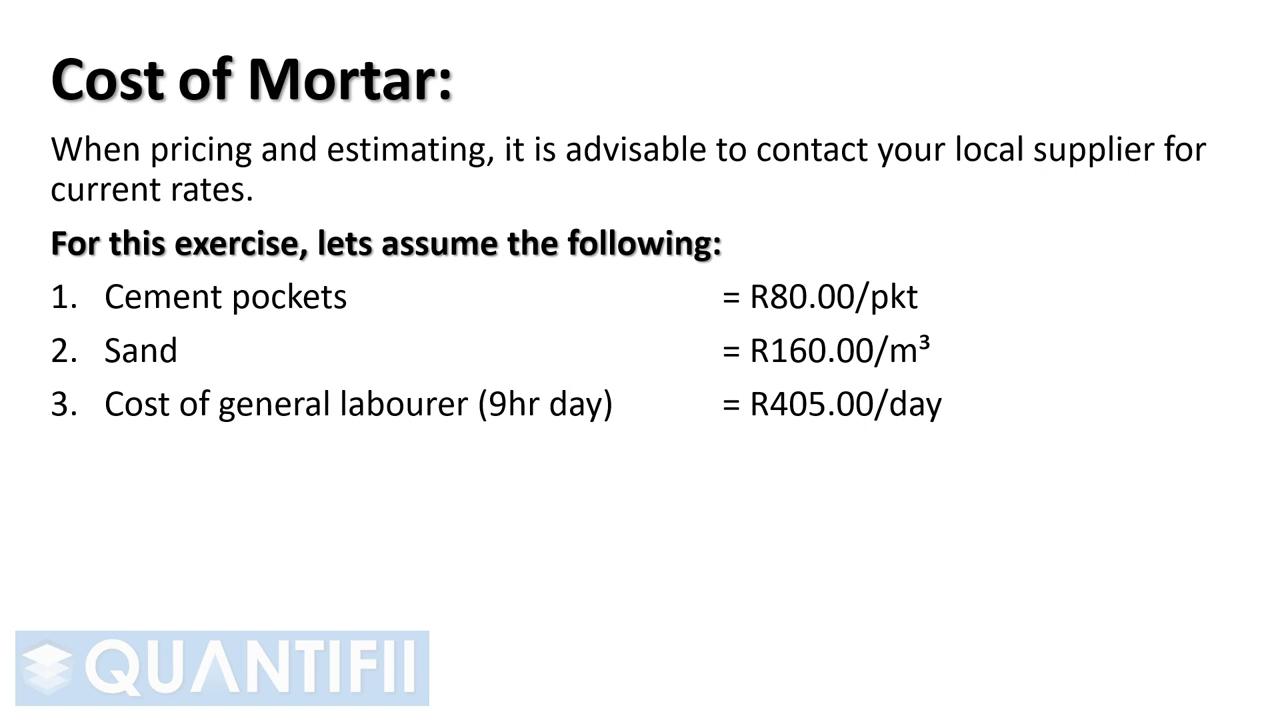 Cost of Mortar:
When pricing and estimating, it is advisable to contact your local supplier for
current rates.
For this exercise, lets assume the following:
1. Cement pockets = R80.00/pkt
2. Sand = R160.00/m³
3. Cost of general labourer (9hr day) = R405.00/day
QUANTIFII